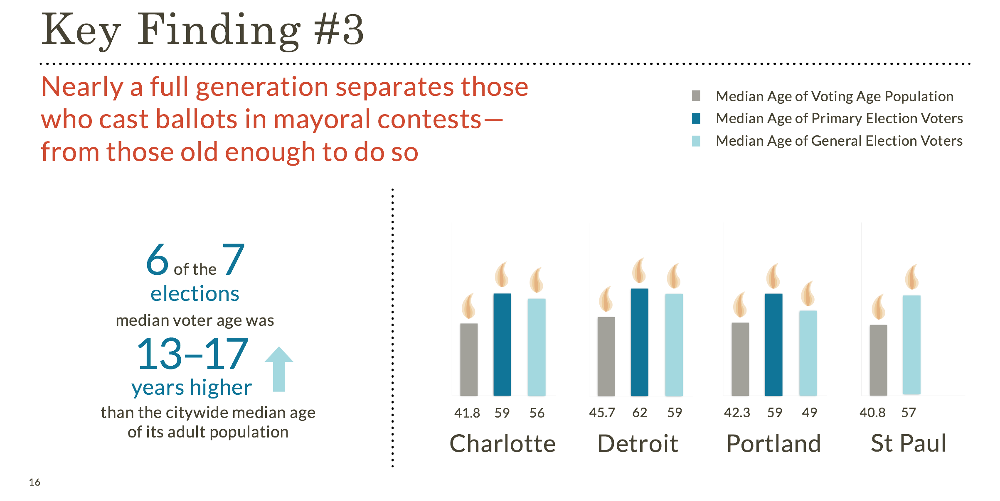 Key Finding #3
Nearly a full generation separates those
who cast ballots in mayoral contests—
from those old enough to do so
Median Age of Voting Age Population
Median Age of Primary Election Voters
Median Age of General Election Voters
6 of the 7
elections
median voter age was
13–17
years higher
than the citywide median age
of its adult population
41.8 59 56
Charlotte
45.7 62 59
Detroit
42.3 59 49
Portland
40.8 57
St Paul
16